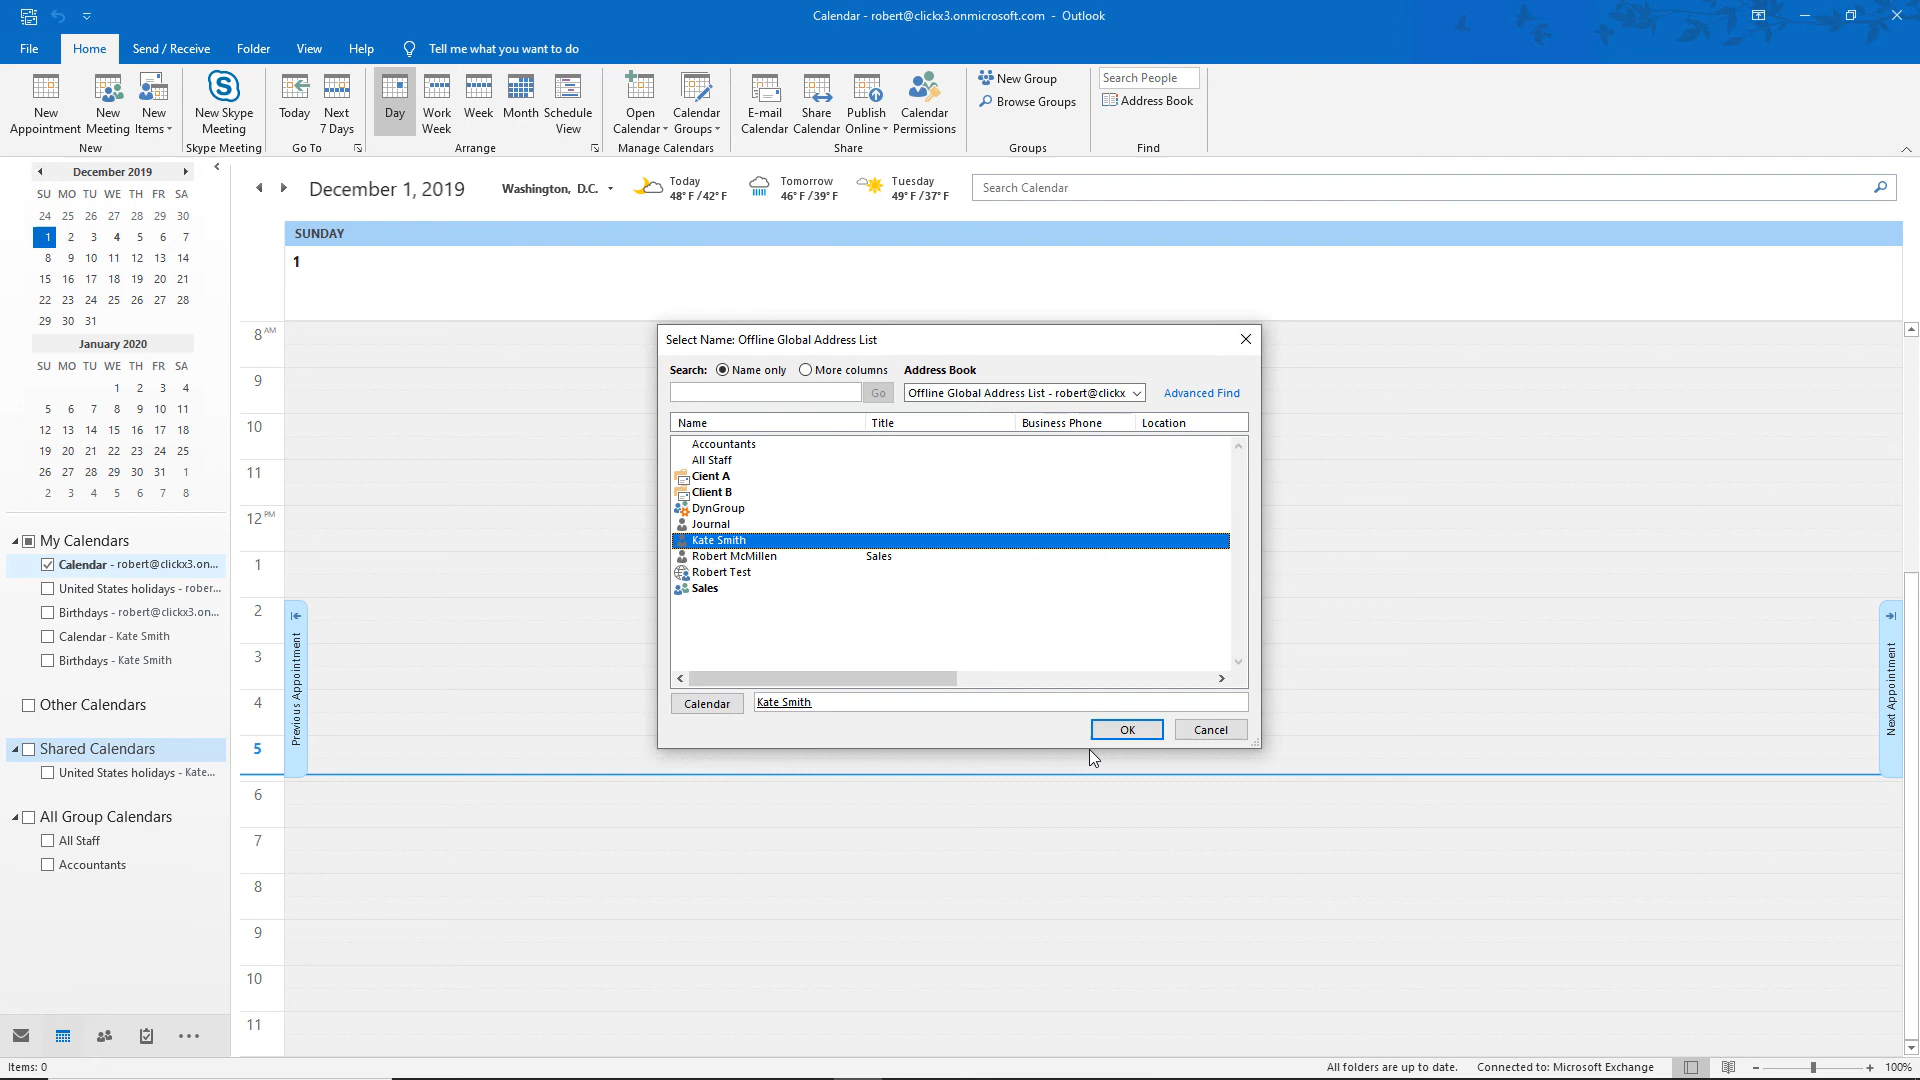 Calendar - robert@clickx3.onmicrosoft.com - Outlook
File Home Send / Receive Folder View Help Tell me what you want to do
New Appointment
New Meeting
New Items
New
New Skype Meeting
Skype Meeting
Today
Next 7 Days
Go To
Day
Work Week
Week
Month
Schedule View
Arrange
Open Calendar
Calendar Groups
Manage Calendars
E-mail Calendar
Share Calendar
Publish Online
Calendar Permissions
Share
New Group
Browse Groups
Groups
Search People
Address Book
Find
December 2019
SU MO TU WE TH FR SA
24 25 26 27 28 29 30
1 2 3 4 5 6 7
8 9 10 11 12 13 14
15 16 17 18 19 20 21
22 23 24 25 26 27 28
29 30 31
January 2020
SU MO TU WE TH FR SA
1 2 3 4
5 6 7 8 9 10 11
12 13 14 15 16 17 18
19 20 21 22 23 24 25
26 27 28 29 30 31 1
2 3 4 5 6 7 8
My Calendars
Calendar - robert@clickx3.on...
United States holidays - rober...
Birthdays - robert@clickx3.on...
Calendar - Kate Smith
Birthdays - Kate Smith
Other Calendars
Shared Calendars
United States holidays - Kate...
All Group Calendars
All Staff
Accountants
December 1, 2019
Washington, D.C.
Today
48°F/42°F
Tomorrow
46°F/39°F
Tuesday
49°F/37°F
Search Calendar
SUNDAY
1
8 AM
9
10
11
12 PM
1
2
3
4
5
6
7
8
9
10
11
Previous Appointment
Next Appointment
Select Name: Offline Global Address List
Search: Name only More columns Address Book
Go Offline Global Address List - robert@clickx Advanced Find
Name Title Business Phone Location
Accountants
All Staff
Cient A
Client B
DynGroup
Journal
Kate Smith
Robert McMillen Sales
Robert Test
Sales
Calendar Kate Smith
OK Cancel
Items: 0 All folders are up to date. Connected to: Microsoft Exchange 100%